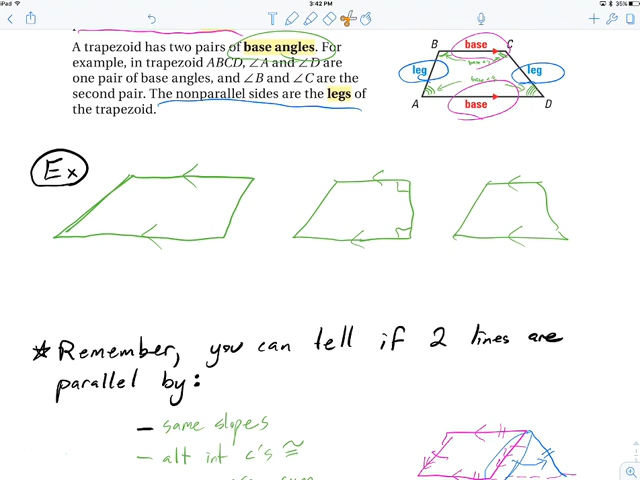 iPad
3:42 PM
35%
T
A trapezoid has two pairs of base angles. For
example, in trapezoid ABCD, ∠A and ∠D are
one pair of base angles, and ∠B and ∠C are the
second pair. The nonparallel sides are the legs of
the trapezoid.
B base C
leg leg
A base D
Ex
* Remember, you can tell if 2 lines are
parallel by:
- same slopes
- alt int ∠'s ≅